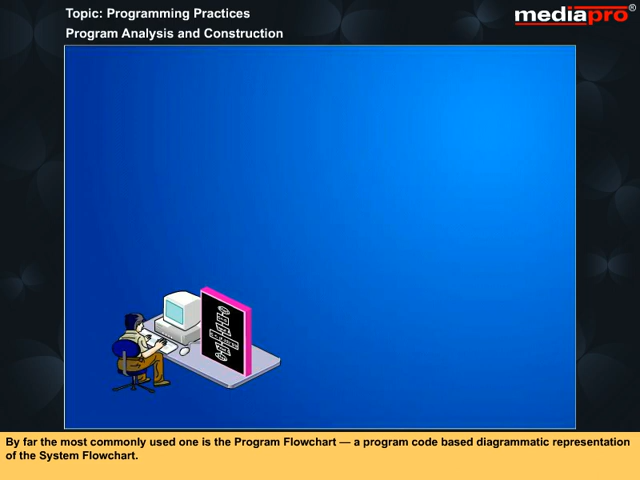 Topic: Programming Practices
Program Analysis and Construction
mediapro®
By far the most commonly used one is the Program Flowchart — a program code based diagrammatic representation
of the System Flowchart.